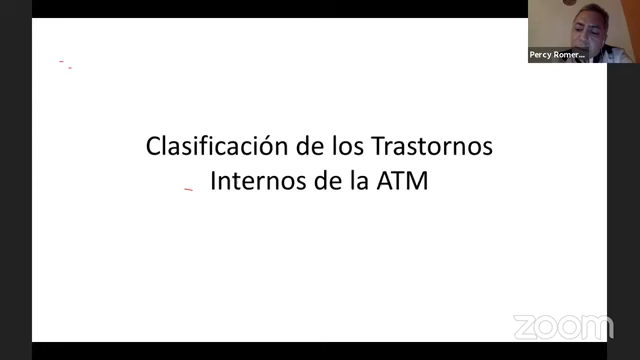 Percy Romer...
Clasificación de los Trastornos
Internos de la ATM
zoom